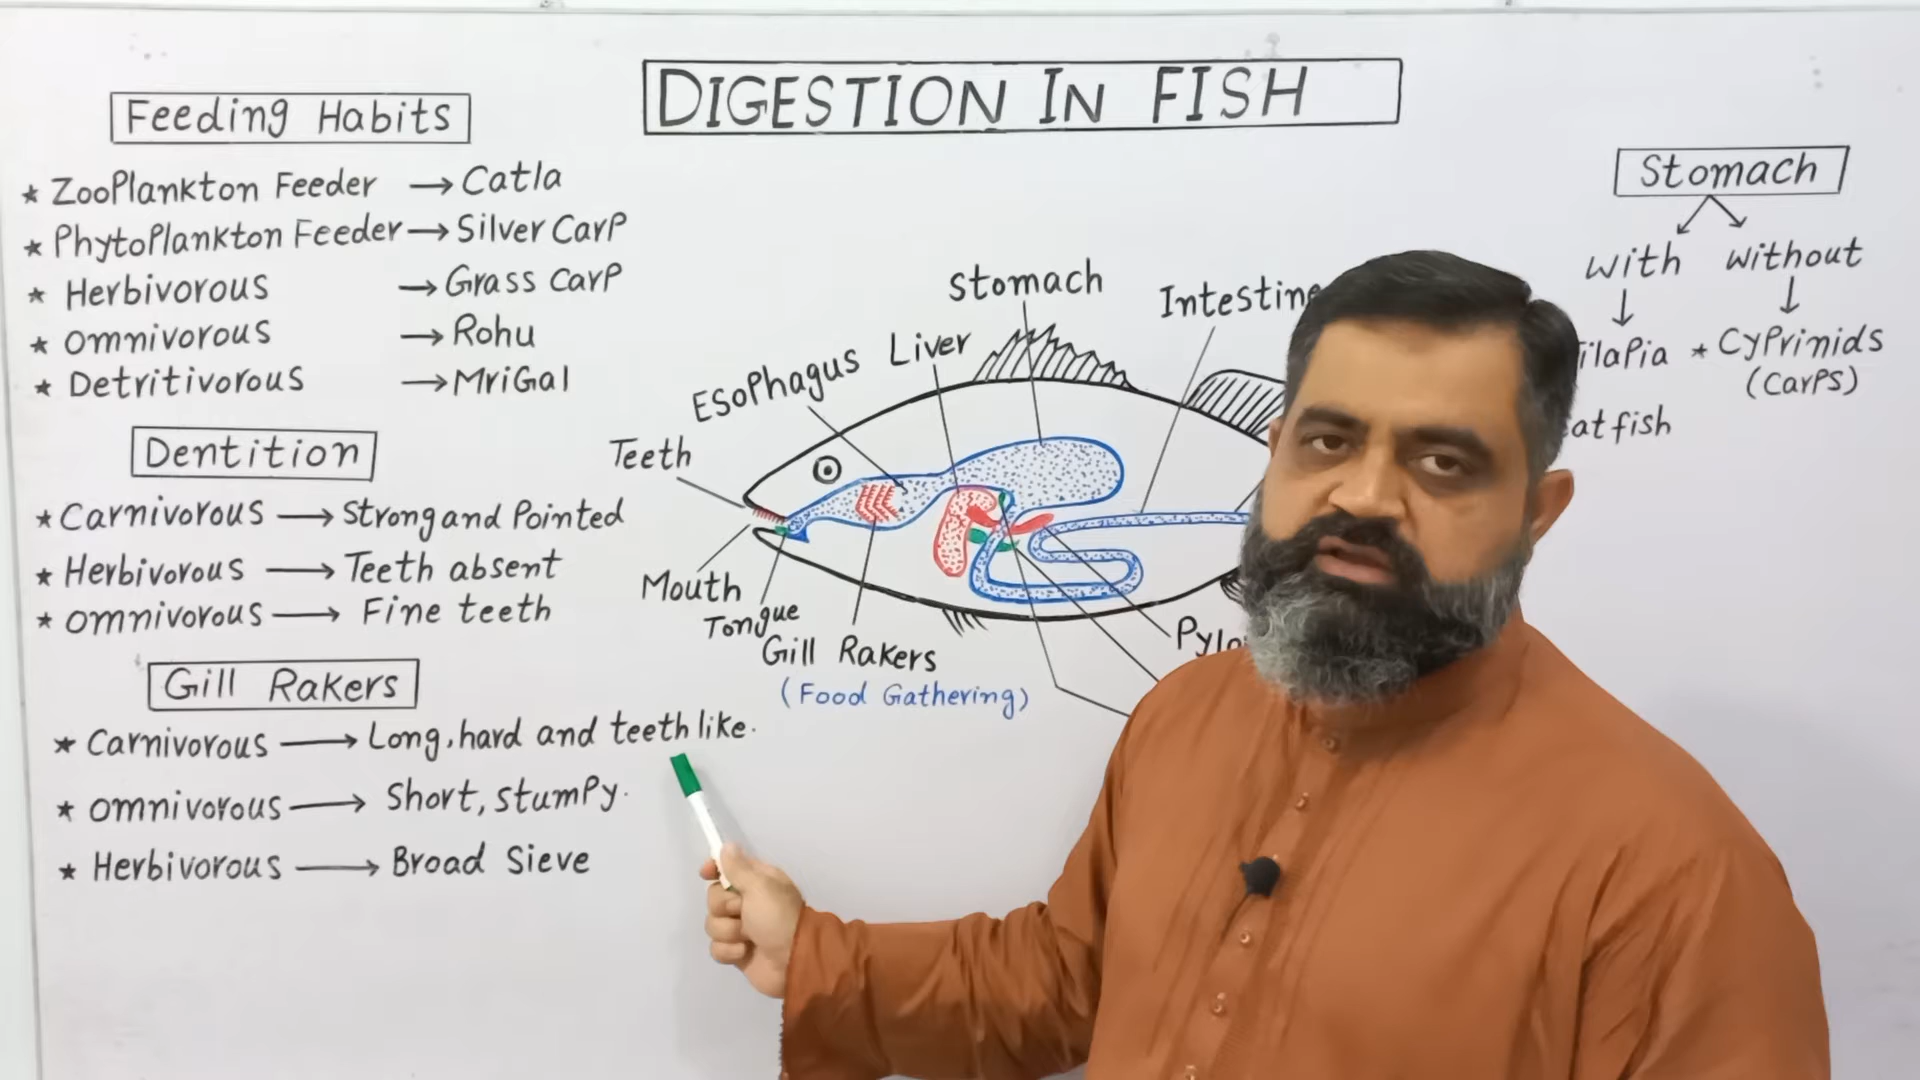 DIGESTION IN FISH
Feeding Habits
★ ZooPlankton Feeder → Catla
★ PhytoPlankton Feeder → Silver CarP
★ Herbivorous → Grass CarP
★ omnivorous → Rohu
★ Detritivorous → MriGal
Dentition
★ Carnivorous → Strong and Pointed
★ Herbivorous → Teeth absent
★ omnivorous → Fine teeth
Gill Rakers
★ Carnivorous → Long, hard and teeth like.
★ omnivorous → Short, stumPy.
★ Herbivorous → Broad Sieve
Stomach
Intestine
Liver
EsoPhagus
Teeth
Mouth
Tongue
Gill Rakers
(Food Gathering)
Stomach
with without
↓ ↓
★ CyPrinids
(CarPS)